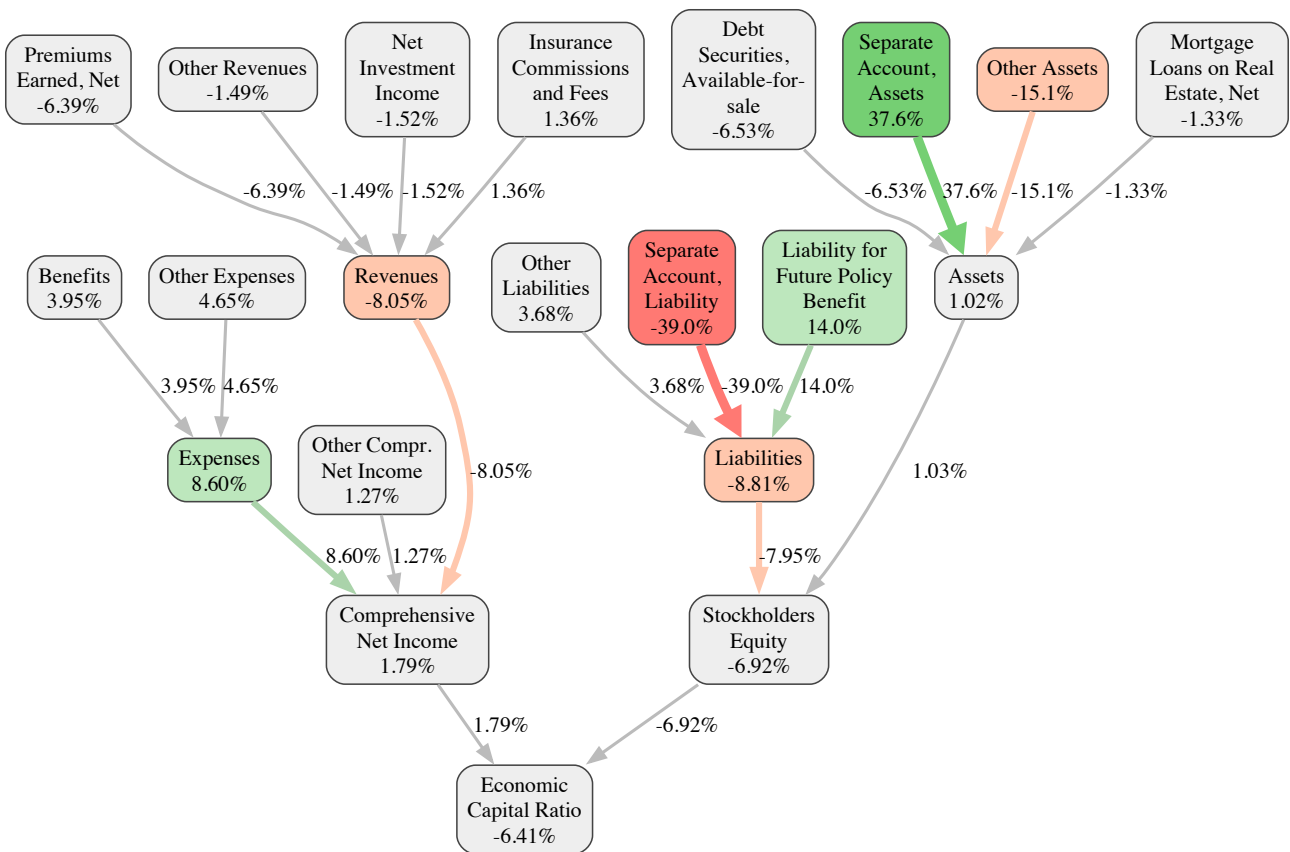 Premiums
Earned, Net
-6.39%
Other Revenues
-1.49%
Net
Investment
Income
-1.52%
Insurance
Commissions
and Fees
1.36%
Debt
Securities,
Available-for-
sale
-6.53%
Separate
Account,
Assets
37.6%
Other Assets
-15.1%
Mortgage
Loans on Real
Estate, Net
-1.33%
-6.39%
-1.49%
-1.52%
1.36%
-6.53%
37.6%
-15.1%
-1.33%
Benefits
3.95%
Other Expenses
4.65%
Revenues
-8.05%
Other
Liabilities
3.68%
Separate
Account,
Liability
-39.0%
Liability for
Future Policy
Benefit
14.0%
Assets
1.02%
3.95%
4.65%
3.68%
-39.0%
14.0%
Expenses
8.60%
Other Compr.
Net Income
1.27%
-8.05%
Liabilities
-8.81%
1.03%
8.60%
1.27%
-7.95%
Comprehensive
Net Income
1.79%
Stockholders
Equity
-6.92%
1.79%
-6.92%
Economic
Capital Ratio
-6.41%